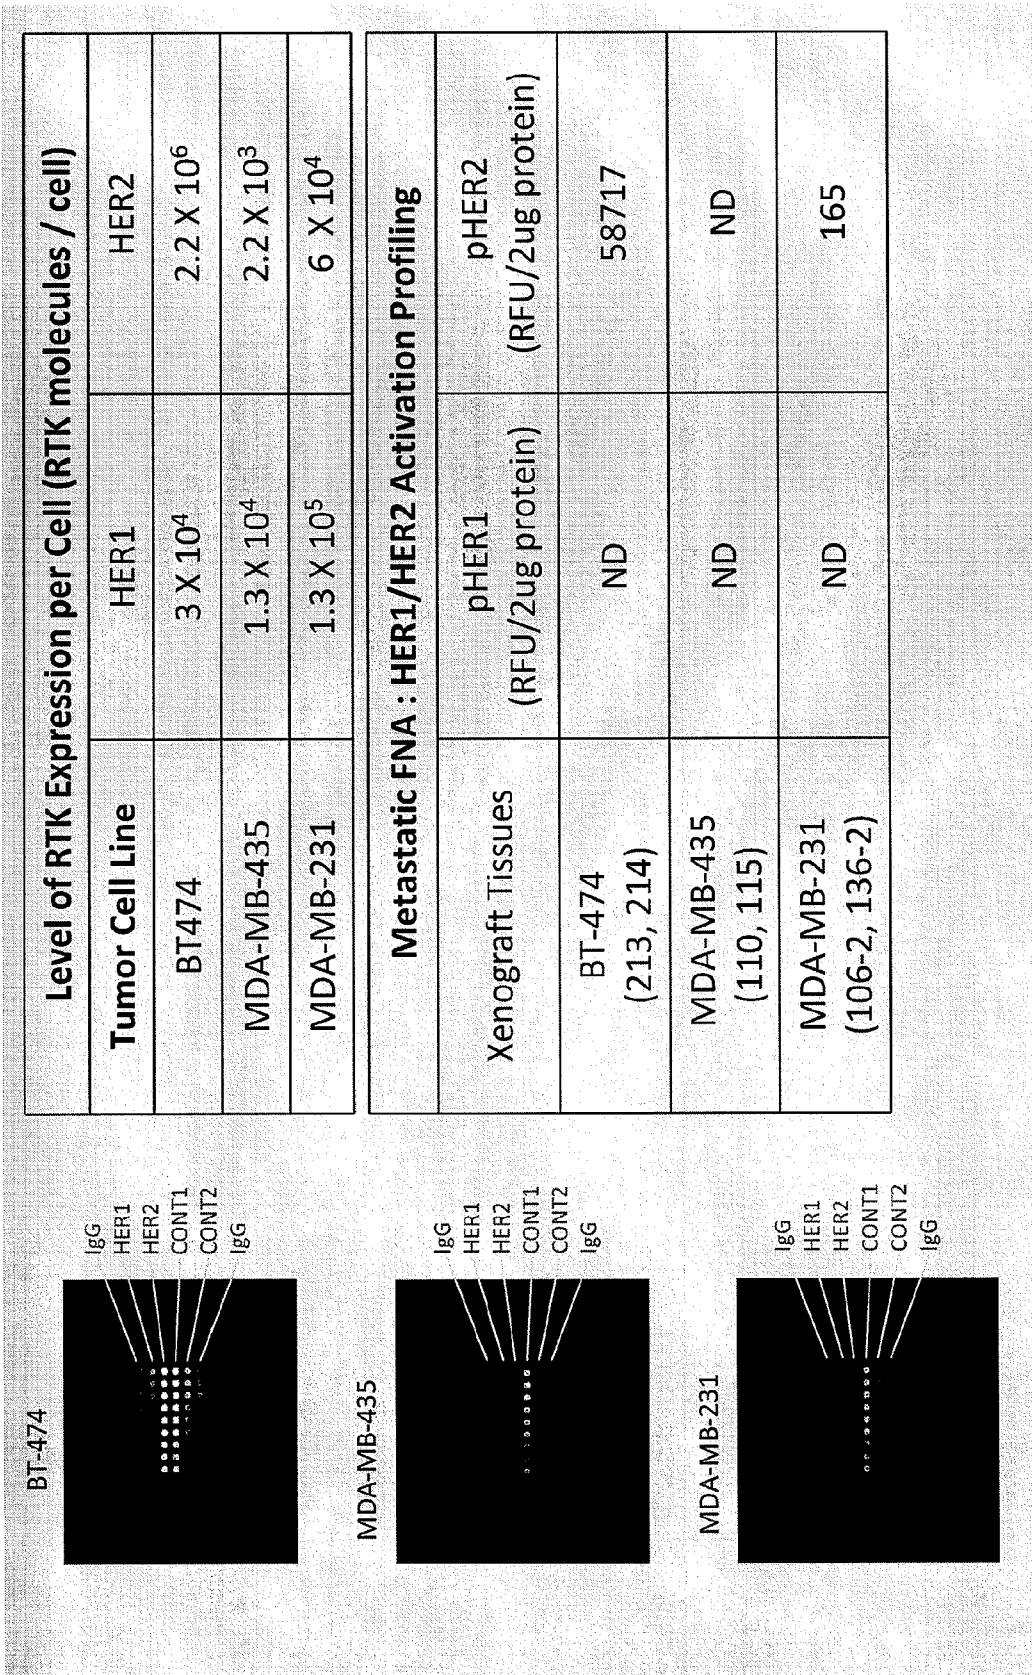 BT-474
IgG
HER1
HER2
CONT1
CONT2
IgG
MDA-MB-435
IgG
HER1
HER2
CONT1
CONT2
IgG
MDA-MB-231
IgG
HER1
HER2
CONT1
CONT2
IgG
Level of RTK Expression per Cell (RTK molecules / cell)
Tumor Cell Line HER1 HER2
BT474 3 X 10⁴ 2.2 X 10⁶
MDA-MB-435 1.3 X 10⁴ 2.2 X 10³
MDA-MB-231 1.3 X 10⁵ 6 X 10⁴
Metastatic FNA : HER1/HER2 Activation Profiling
Xenograft Tissues pHER1 pHER2
(RFU/2ug protein) (RFU/2ug protein)
BT-474 ND 58717
(213, 214)
MDA-MB-435 ND ND
(110, 115)
MDA-MB-231 ND 165
(106-2, 136-2)